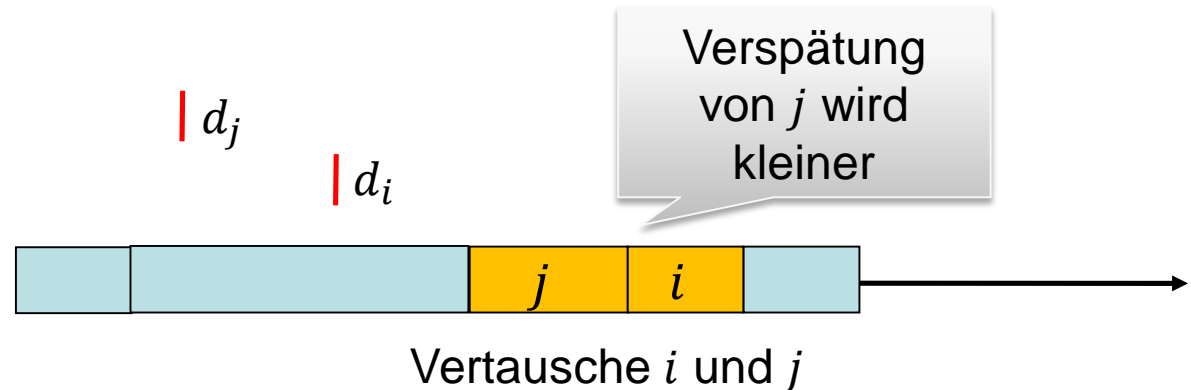 Verspätung
von j wird
kleiner
d_j
d_i
j i
Vertausche i und j